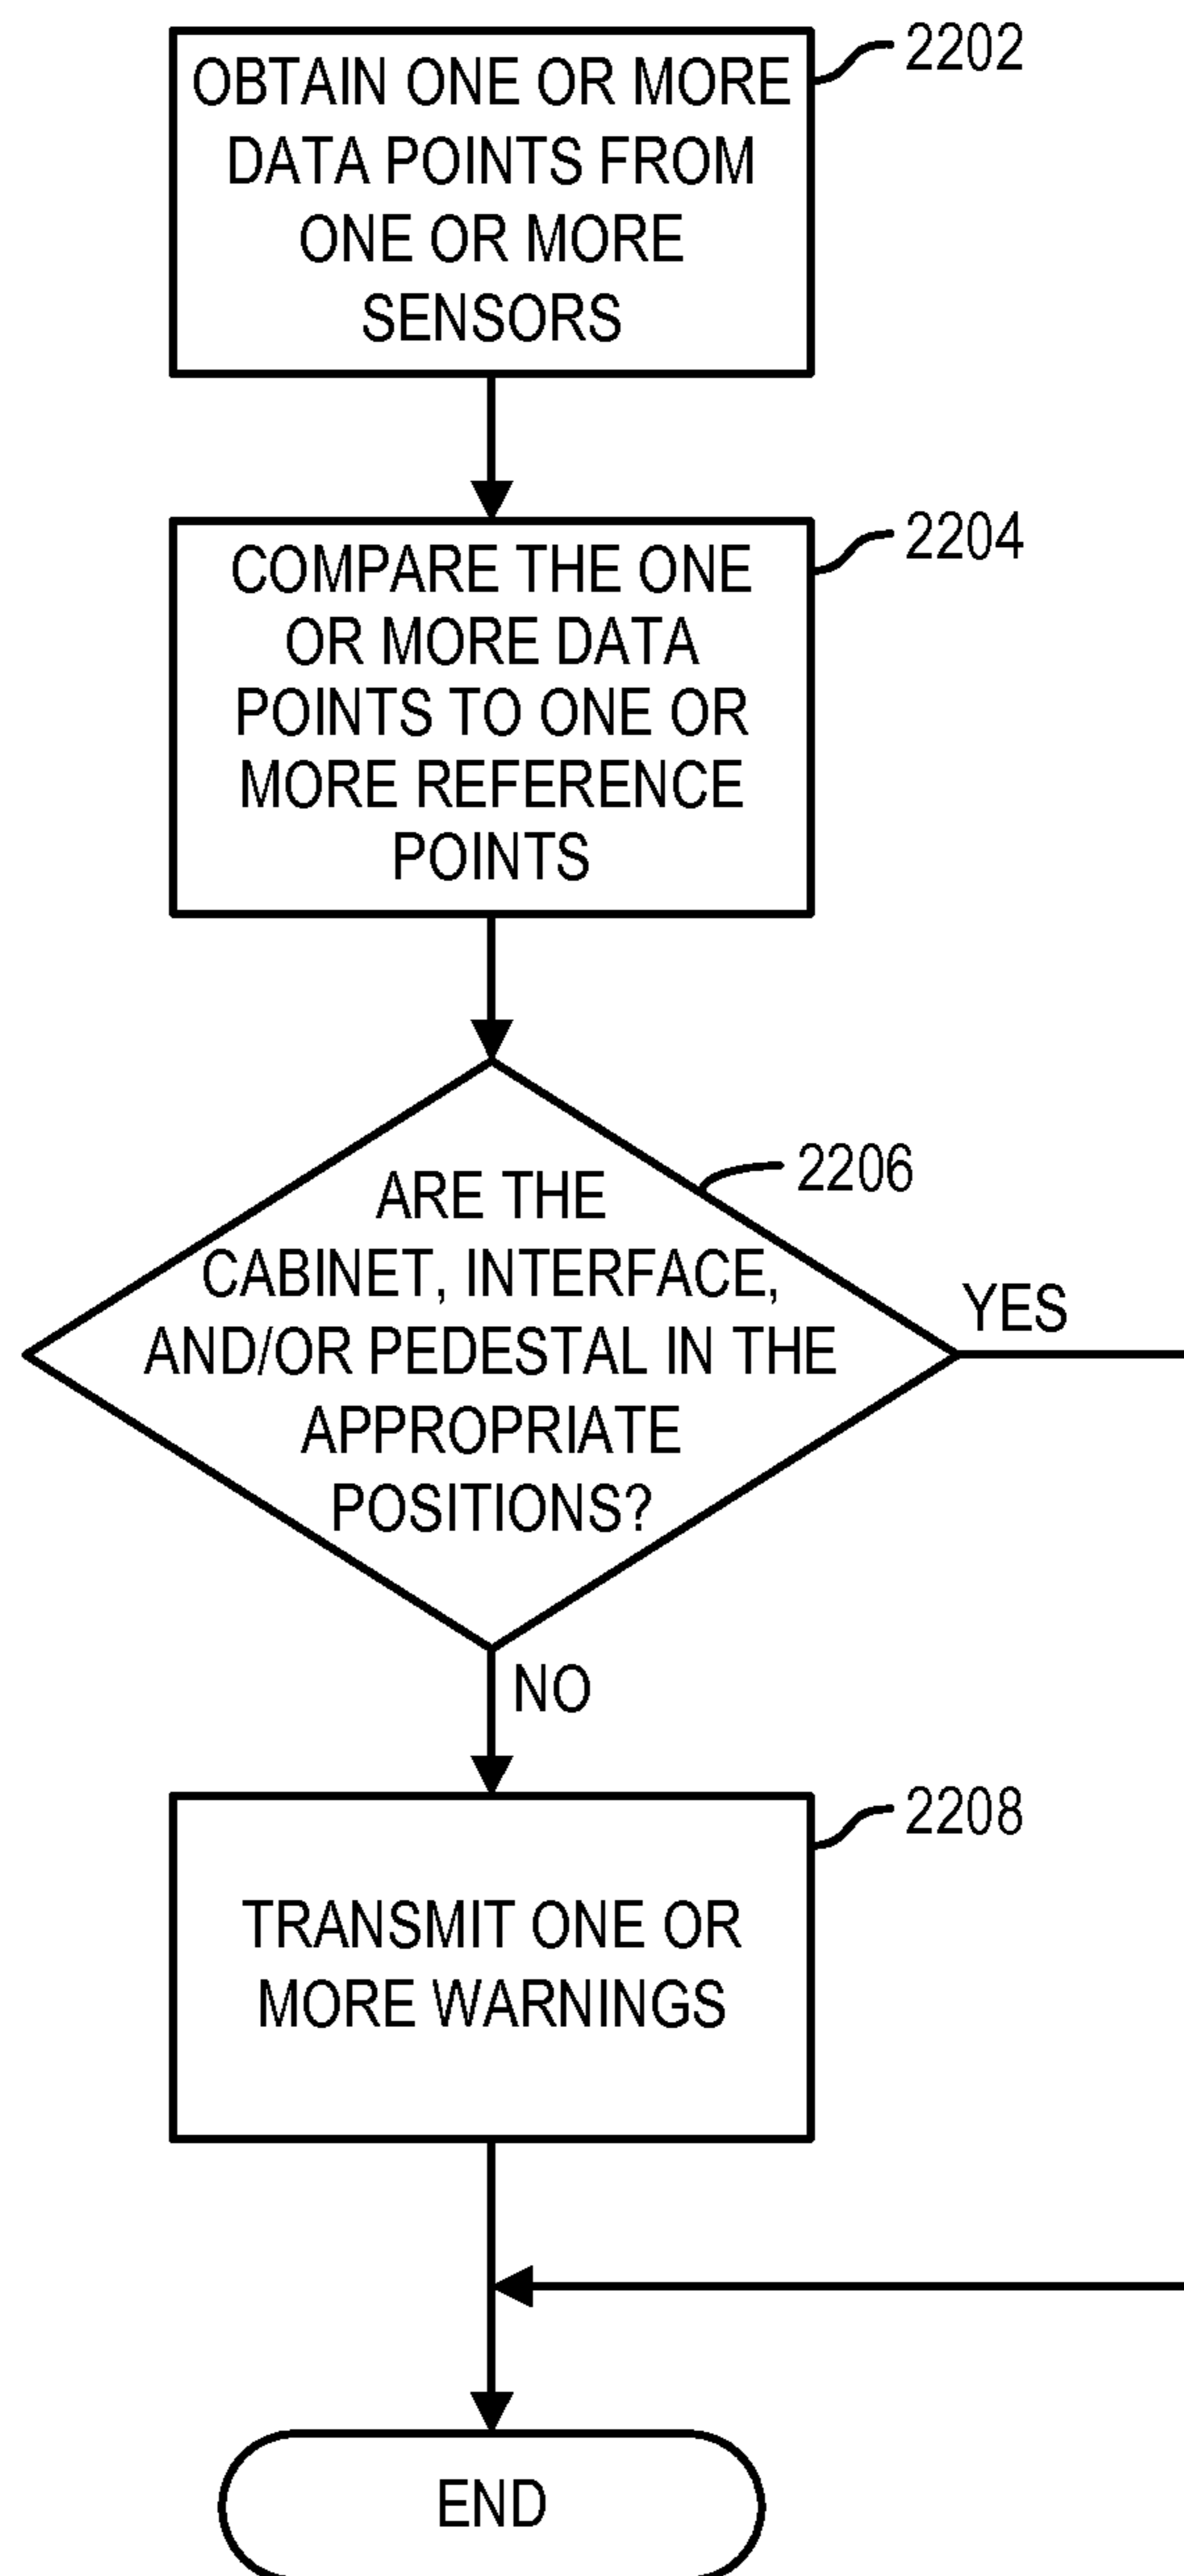 OBTAIN ONE OR MORE
DATA POINTS FROM
ONE OR MORE
SENSORS
2202
COMPARE THE ONE
OR MORE DATA
POINTS TO ONE OR
MORE REFERENCE
POINTS
2204
ARE THE
CABINET, INTERFACE,
AND/OR PEDESTAL IN THE
APPROPRIATE
POSITIONS?
2206
YES
NO
TRANSMIT ONE OR
MORE WARNINGS
2208
END